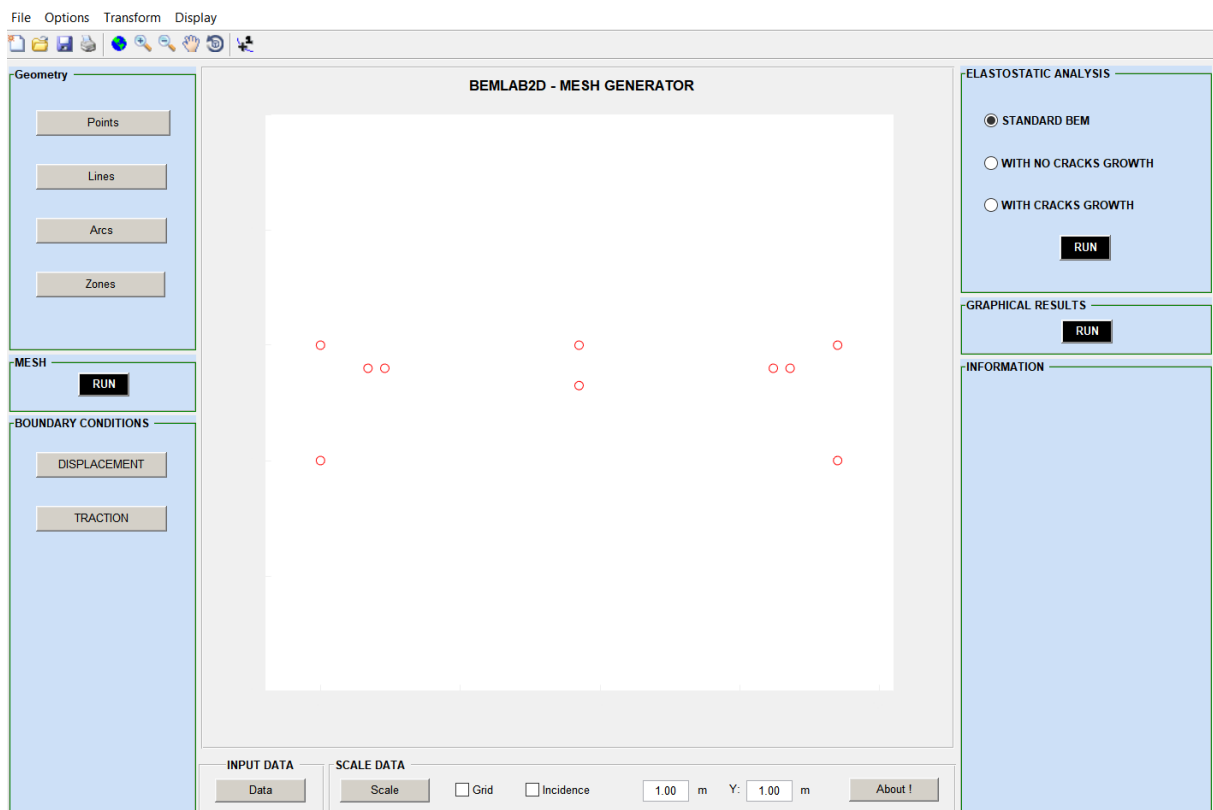 File Options Transform Display
Geometry
Points
Lines
Arcs
Zones
MESH
RUN
BOUNDARY CONDITIONS
DISPLACEMENT
TRACTION
BEMLAB2D - MESH GENERATOR
INPUT DATA
Data
SCALE DATA
Scale Grid Incidence 1.00 m Y: 1.00 m About !
ELASTOSTATIC ANALYSIS
STANDARD BEM
WITH NO CRACKS GROWTH
WITH CRACKS GROWTH
RUN
GRAPHICAL RESULTS
RUN
INFORMATION